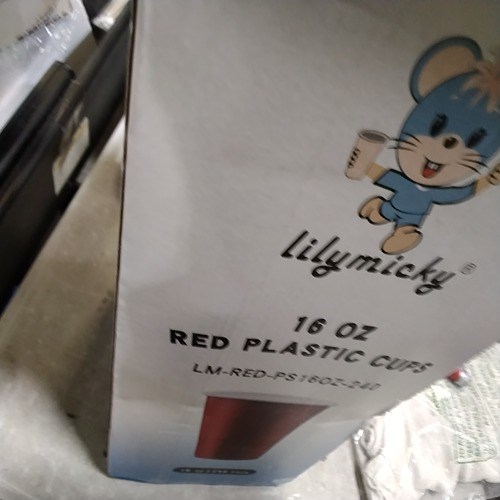 lilymicky®
16 OZ
RED PLASTIC CUPS
LM-RED-PS16OZ-240